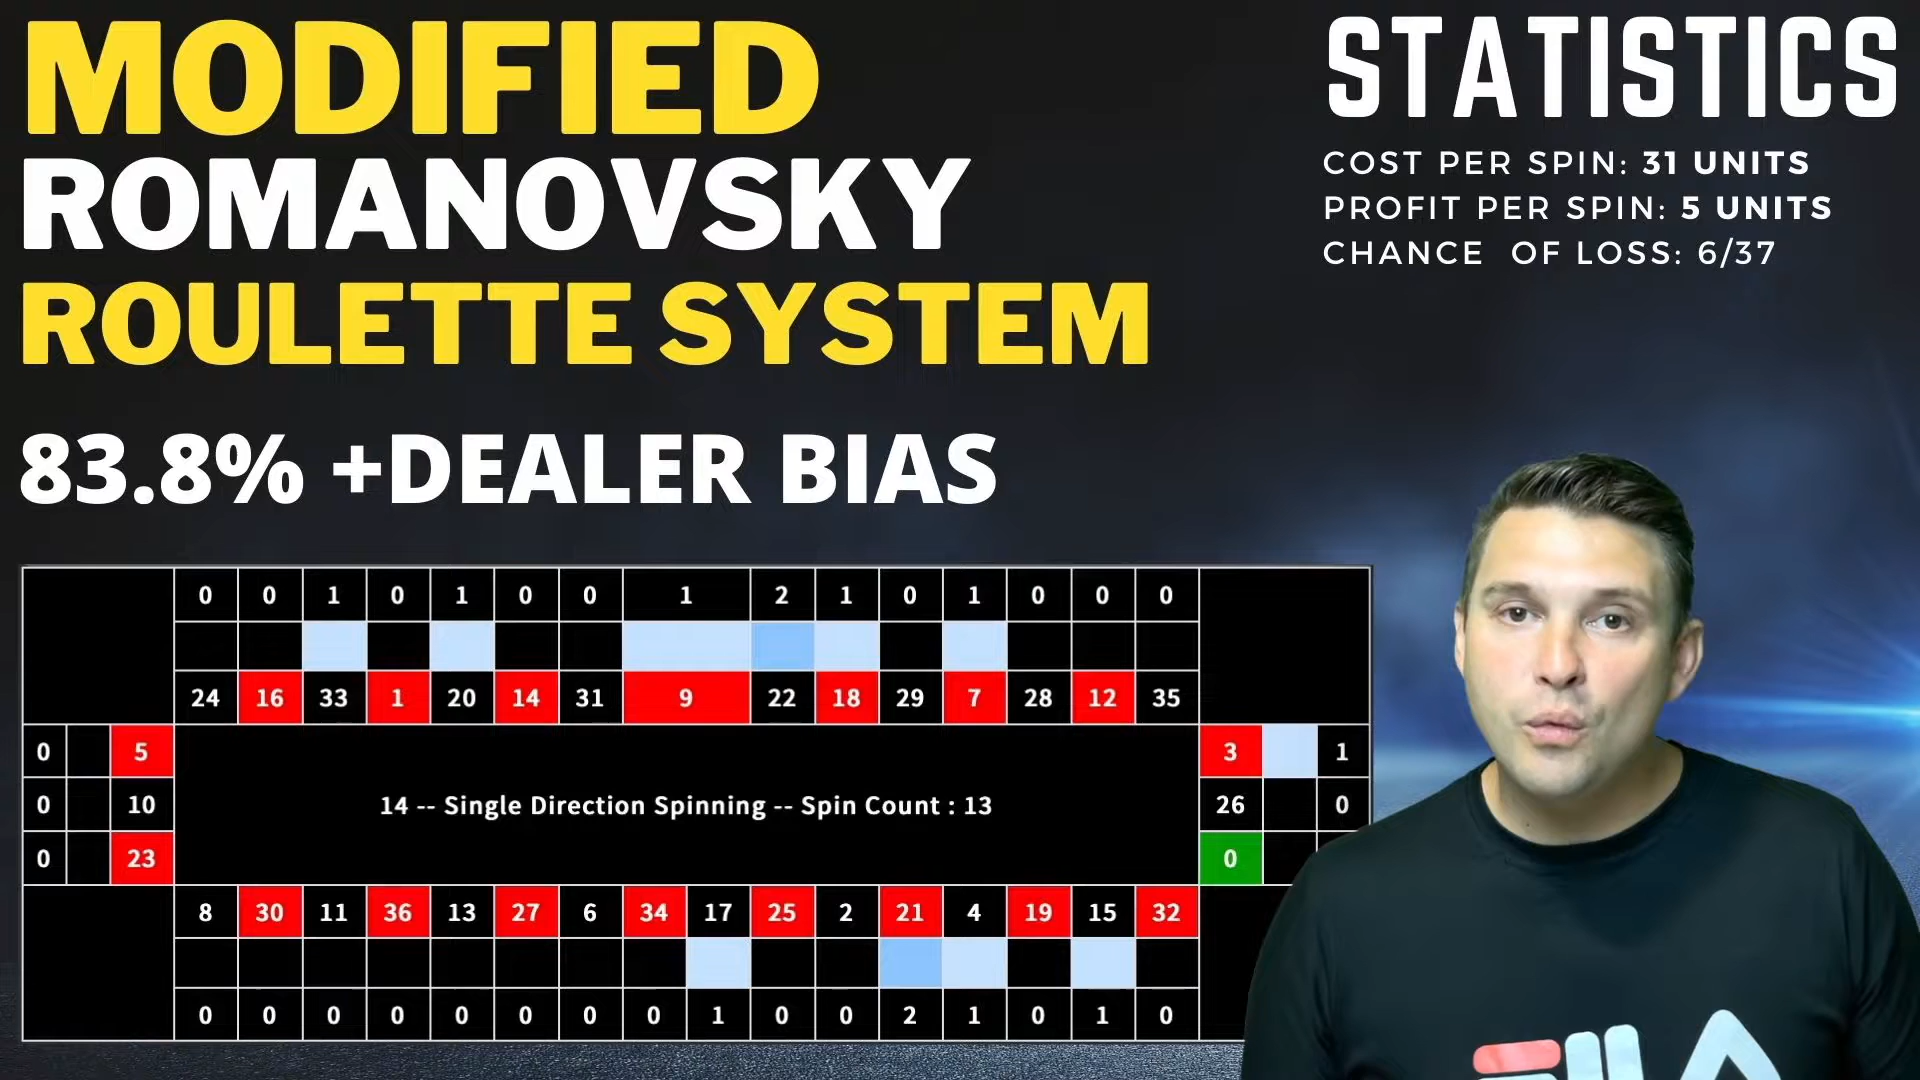 MODIFIED
ROMANOVSKY
ROULETTE SYSTEM
83.8% +DEALER BIAS
STATISTICS
COST PER SPIN: 31 UNITS
PROFIT PER SPIN: 5 UNITS
CHANCE OF LOSS: 6/37
0 0 1 0 1 0 0 1 2 1 0 1 0 0 0
24 16 33 1 20 14 31 9 22 18 29 7 28 12 35
0 5 3 1
0 10 14 -- Single Direction Spinning -- Spin Count : 13 26 0
0 23 0
8 30 11 36 13 27 6 34 17 25 2 21 4 19 15 32
0 0 0 0 0 0 0 0 1 0 0 2 1 0 1 0
FILA